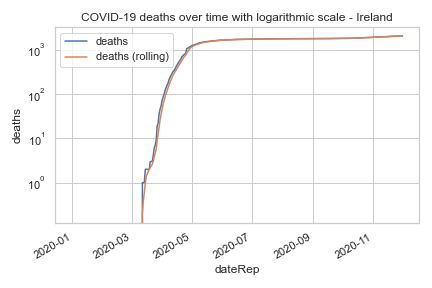 COVID-19 deaths over time with logarithmic scale - Ireland
deaths
deaths (rolling)
deaths
10³
10²
10¹
10⁰
2020-01
2020-03
2020-05
2020-07
2020-09
2020-11
dateRep